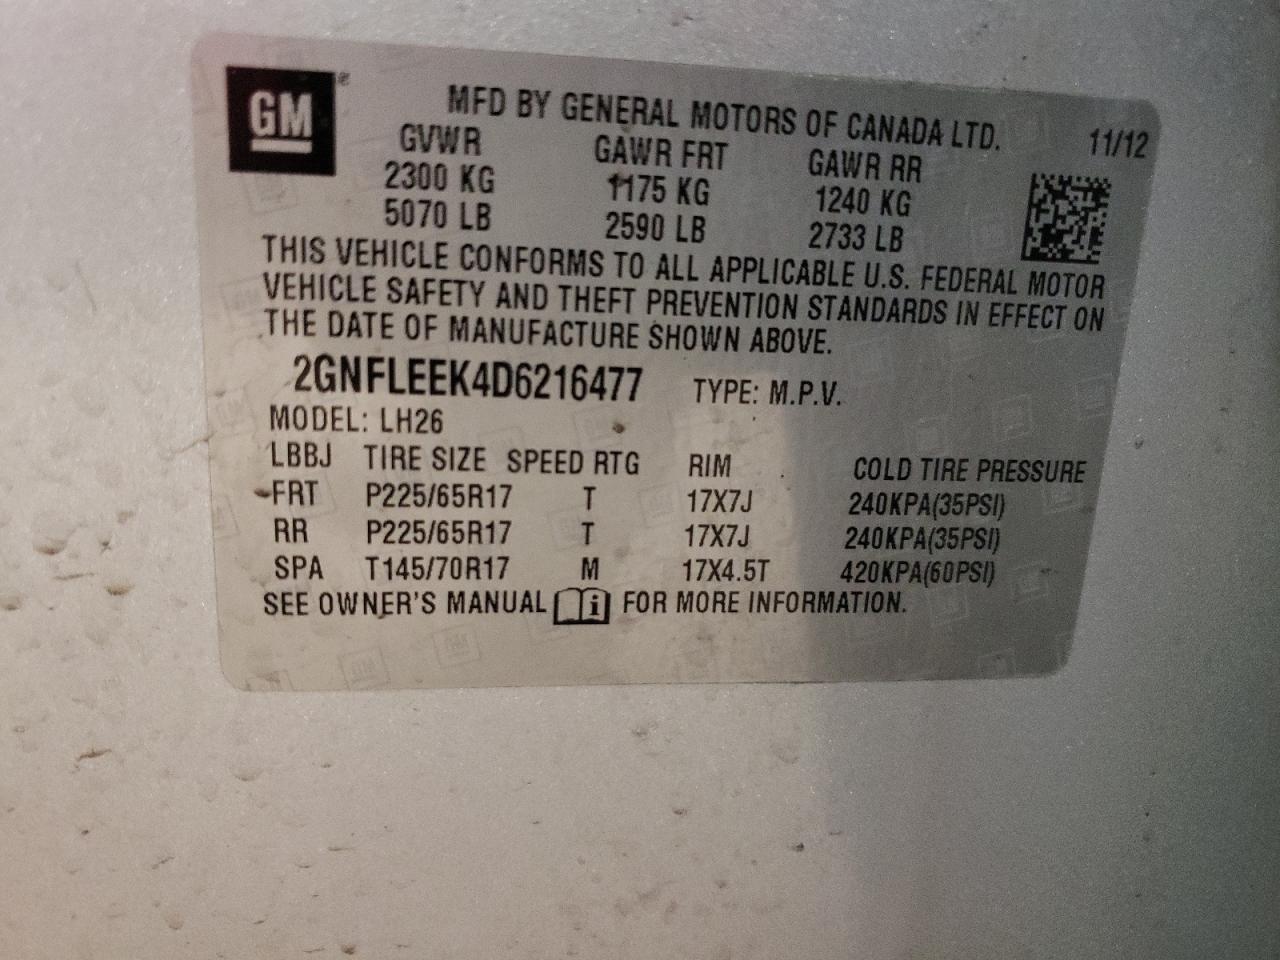 GM
MFD BY GENERAL MOTORS OF CANADA LTD. 11/12
GVWR GAWR FRT GAWR RR
2300 KG 1175 KG 1240 KG
5070 LB 2590 LB 2733 LB
THIS VEHICLE CONFORMS TO ALL APPLICABLE U.S. FEDERAL MOTOR
VEHICLE SAFETY AND THEFT PREVENTION STANDARDS IN EFFECT ON
THE DATE OF MANUFACTURE SHOWN ABOVE.
2GNFLEEK4D6216477 TYPE: M.P.V.
MODEL: LH26
LBBJ TIRE SIZE SPEED RTG RIM COLD TIRE PRESSURE
FRT P225/65R17 T 17X7J 240KPA(35PSI)
RR P225/65R17 T 17X7J 240KPA(35PSI)
SPA T145/70R17 M 17X4.5T 420KPA(60PSI)
SEE OWNER'S MANUAL i FOR MORE INFORMATION.